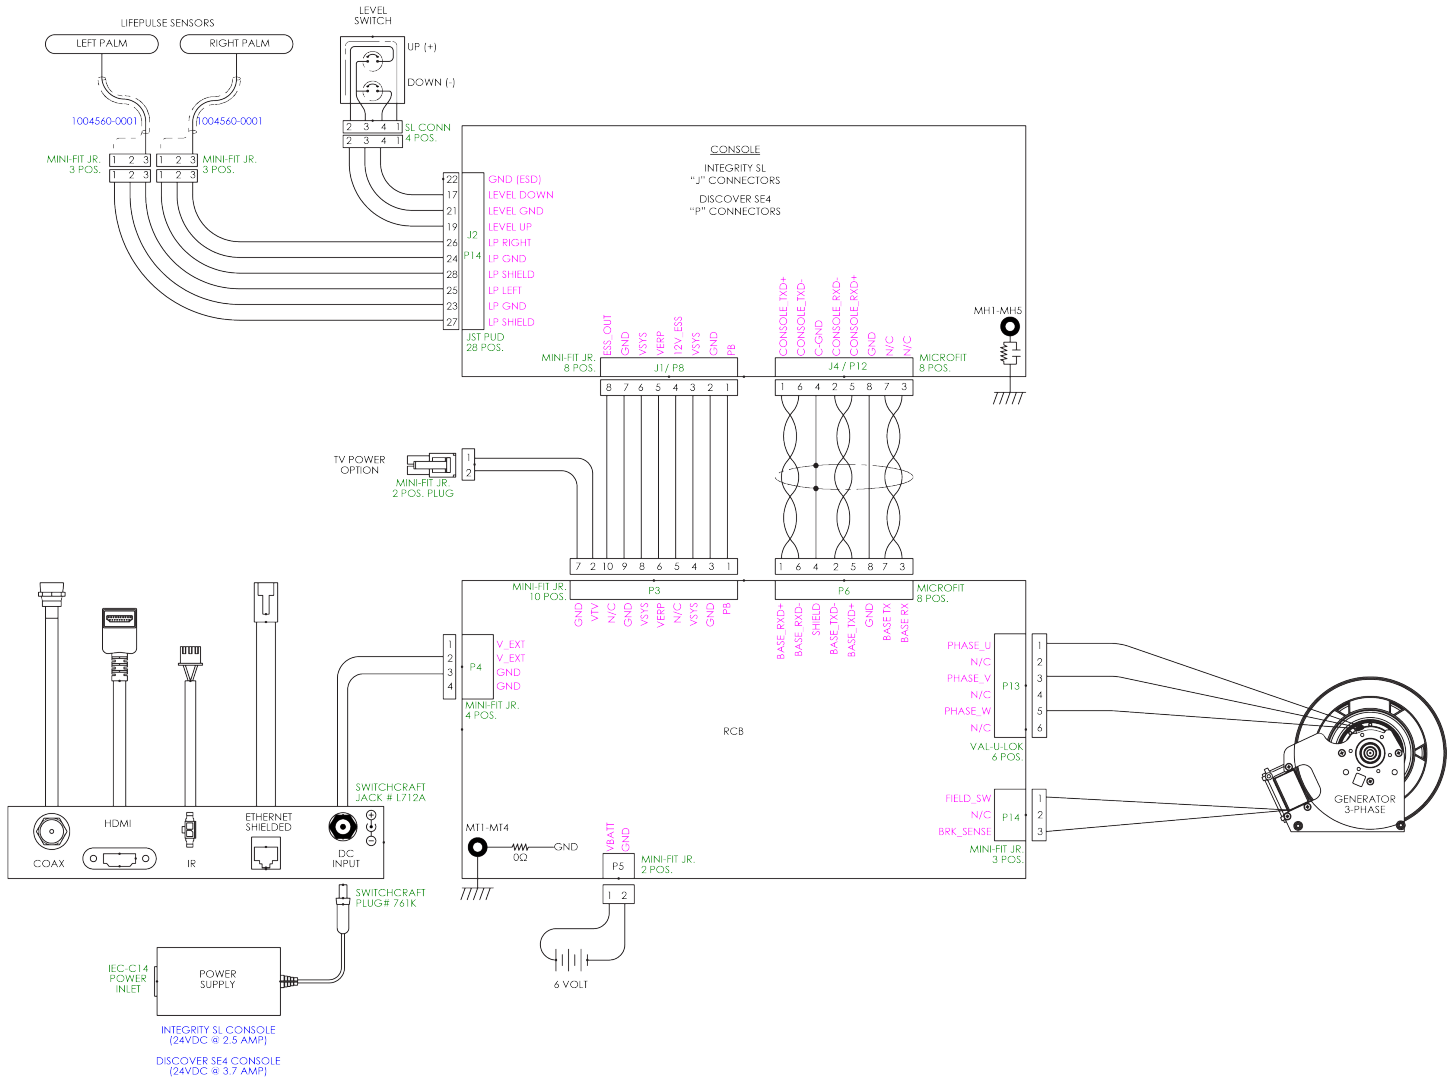 LIFEPULSE SENSORS
LEFT PALM
RIGHT PALM
LEVEL
SWITCH
UP (+)
DOWN (-)
1004560-0001
1004560-0001
2 3 4 1
SL CONN
4 POS.
2 3 4 1
MINI-FIT JR.
3 POS.
1 2 3
1 2 3
MINI-FIT JR.
3 POS.
1 2 3
1 2 3
CONSOLE
INTEGRITY SL
"J" CONNECTORS
DISCOVER SE4
"P" CONNECTORS
22 GND (ESD)
17 LEVEL DOWN
21 LEVEL GND
19 LEVEL UP
26 LP RIGHT
24 LP GND
28 LP SHIELD
25 LP LEFT
23 LP GND
27 LP SHIELD
J2
P14
JST PUD
28 POS.
MH1-MH5
ESS_OUT
GND
VSYS
VERP
12V_ESS
VSYS
GND
PB
CONSOLE_TXD+
CONSOLE_TXD-
C-GND
CONSOLE_RXD-
CONSOLE_RXD+
GND
N/C
N/C
MINI-FIT JR.
8 POS.
J1/ P8
J4 / P12
MICROFIT
8 POS.
8 7 6 5 4 3 2 1
1 6 4 2 5 8 7 3
TV POWER
OPTION
1
2
MINI-FIT JR.
2 POS. PLUG
7 2 10 9 8 6 5 4 3 1
1 6 4 2 5 8 7 3
MINI-FIT JR.
10 POS.
P3
P6
MICROFIT
8 POS.
GND
VTV
N/C
GND
VSYS
VERP
N/C
VSYS
GND
PB
BASE_RXD+
BASE_RXD-
SHIELD
BASE_TXD-
BASE_TXD+
GND
BASE TX
BASE RX
1 V_EXT
2 V_EXT
3 GND
4 GND
P4
MINI-FIT JR.
4 POS.
RCB
PHASE_U 1
N/C 2
PHASE_V 3
N/C 4
PHASE_W 5
N/C 6
P13
VAL-U-LOK
6 POS.
FIELD_SW 1
N/C 2
BRK_SENSE 3
P14
MINI-FIT JR.
3 POS.
GENERATOR
3-PHASE
MT1-MT4
0Ω
GND
VBATT
GND
P5
MINI-FIT JR.
2 POS.
1 2
6 VOLT
SWITCHCRAFT
JACK # L712A
COAX
HDMI
IR
ETHERNET
SHIELDED
DC
INPUT
SWITCHCRAFT
PLUG# 761K
IEC-C14
POWER
INLET
POWER
SUPPLY
INTEGRITY SL CONSOLE
(24VDC @ 2.5 AMP)
DISCOVER SE4 CONSOLE
(24VDC @ 3.7 AMP)